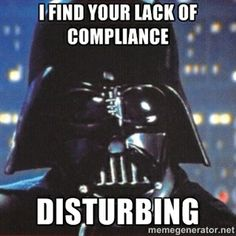 I FIND YOUR LACK OF
COMPLIANCE
DISTURBING
memegenerator.net